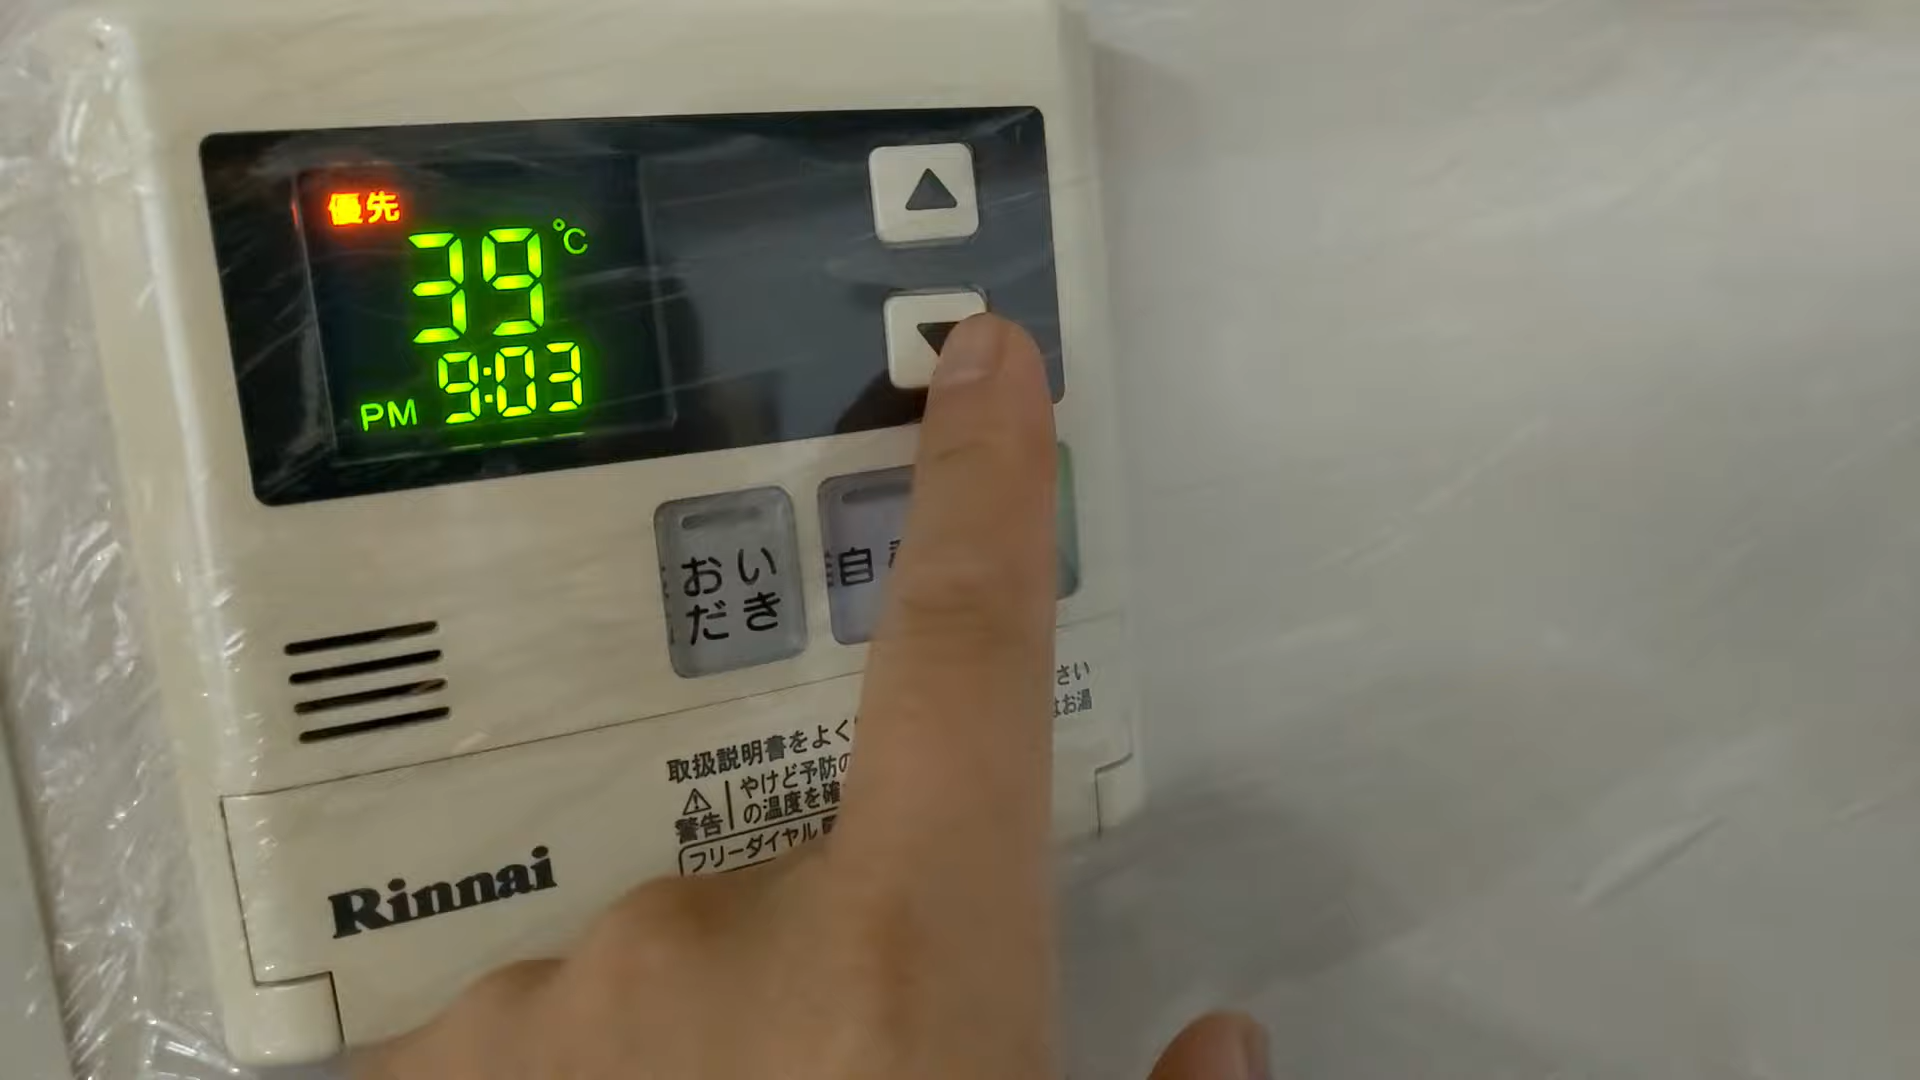 優先
39℃
PM 9:03
おい
だき
自
さい
はお湯
取扱説明書をよく
警告
やけど予防の
の温度を確
フリーダイヤル
Rinnai